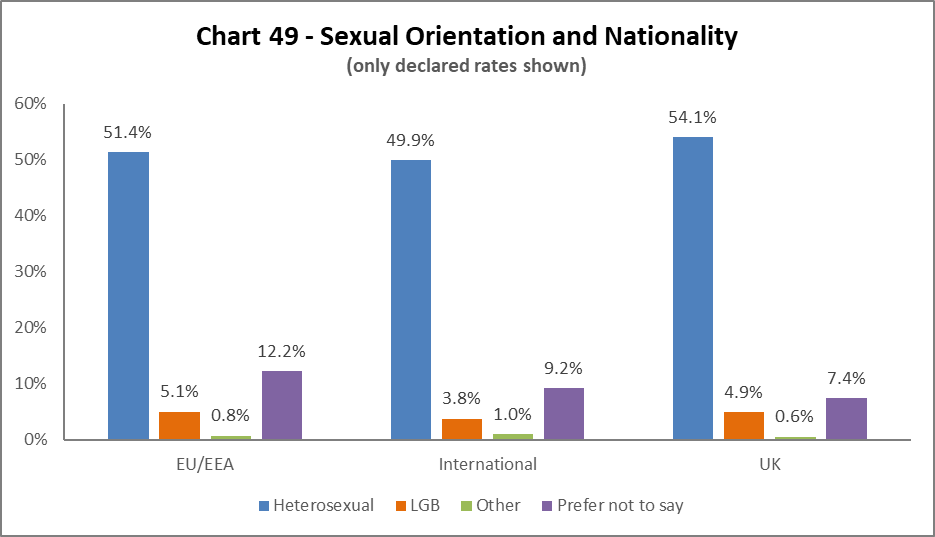 Chart 49 - Sexual Orientation and Nationality
(only declared rates shown)
60%
50%
40%
30%
20%
10%
0%
51.4%
5.1%
0.8%
12.2%
49.9%
3.8%
1.0%
9.2%
54.1%
4.9%
0.6%
7.4%
EU/EEA
International
UK
Heterosexual
LGB
Other
Prefer not to say